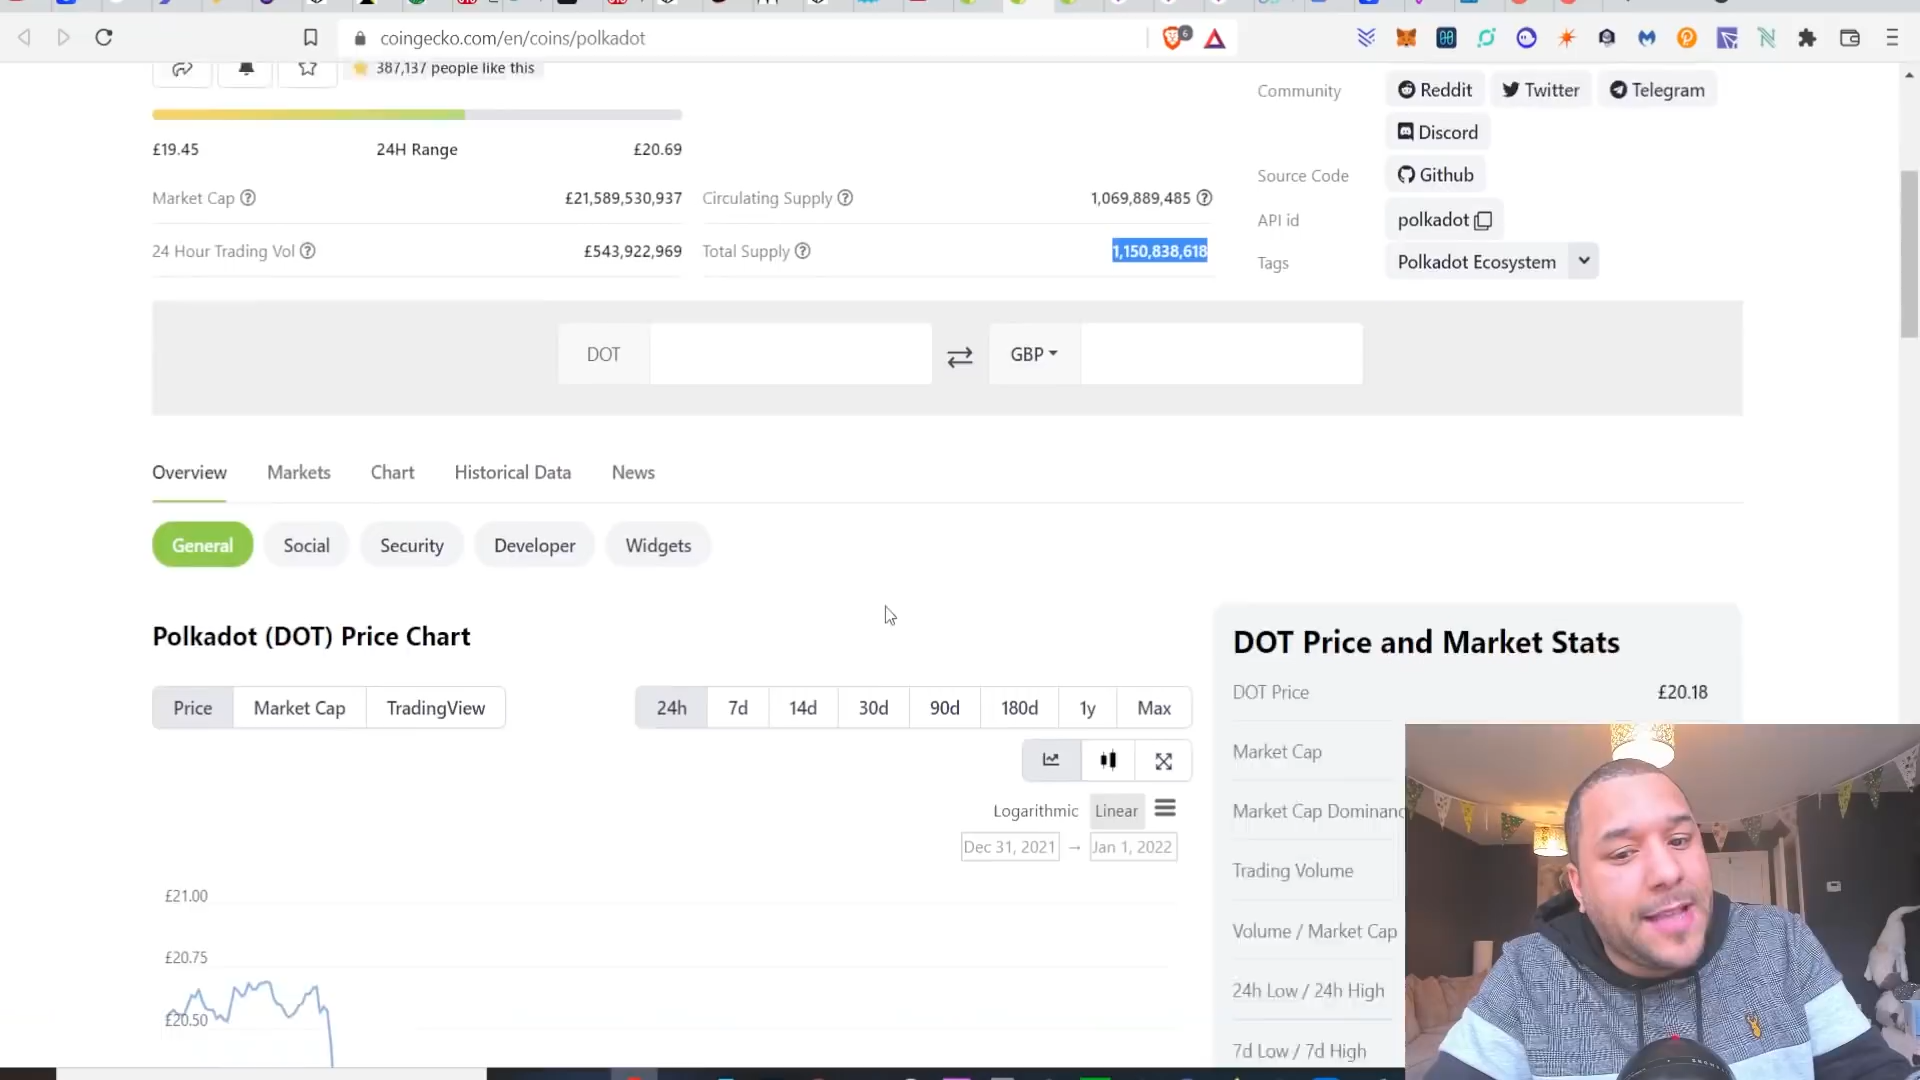 coingecko.com/en/coins/polkadot
6
387,137 people like this
£19.45 24H Range £20.69
Market Cap £21,589,530,937
24 Hour Trading Vol £543,922,969
Circulating Supply 1,069,889,485
Total Supply 1,150,838,618
Community Reddit Twitter Telegram
Discord
Source Code Github
API id polkadot
Tags Polkadot Ecosystem
DOT GBP
Overview Markets Chart Historical Data News
General Social Security Developer Widgets
Polkadot (DOT) Price Chart
Price Market Cap TradingView
24h 7d 14d 30d 90d 180d 1y Max
Logarithmic Linear
Dec 31, 2021 → Jan 1, 2022
£21.00
£20.75
£20.50
DOT Price and Market Stats
DOT Price £20.18
Market Cap
Market Cap Dominanc
Trading Volume
Volume / Market Cap
24h Low / 24h High
7d Low / 7d High